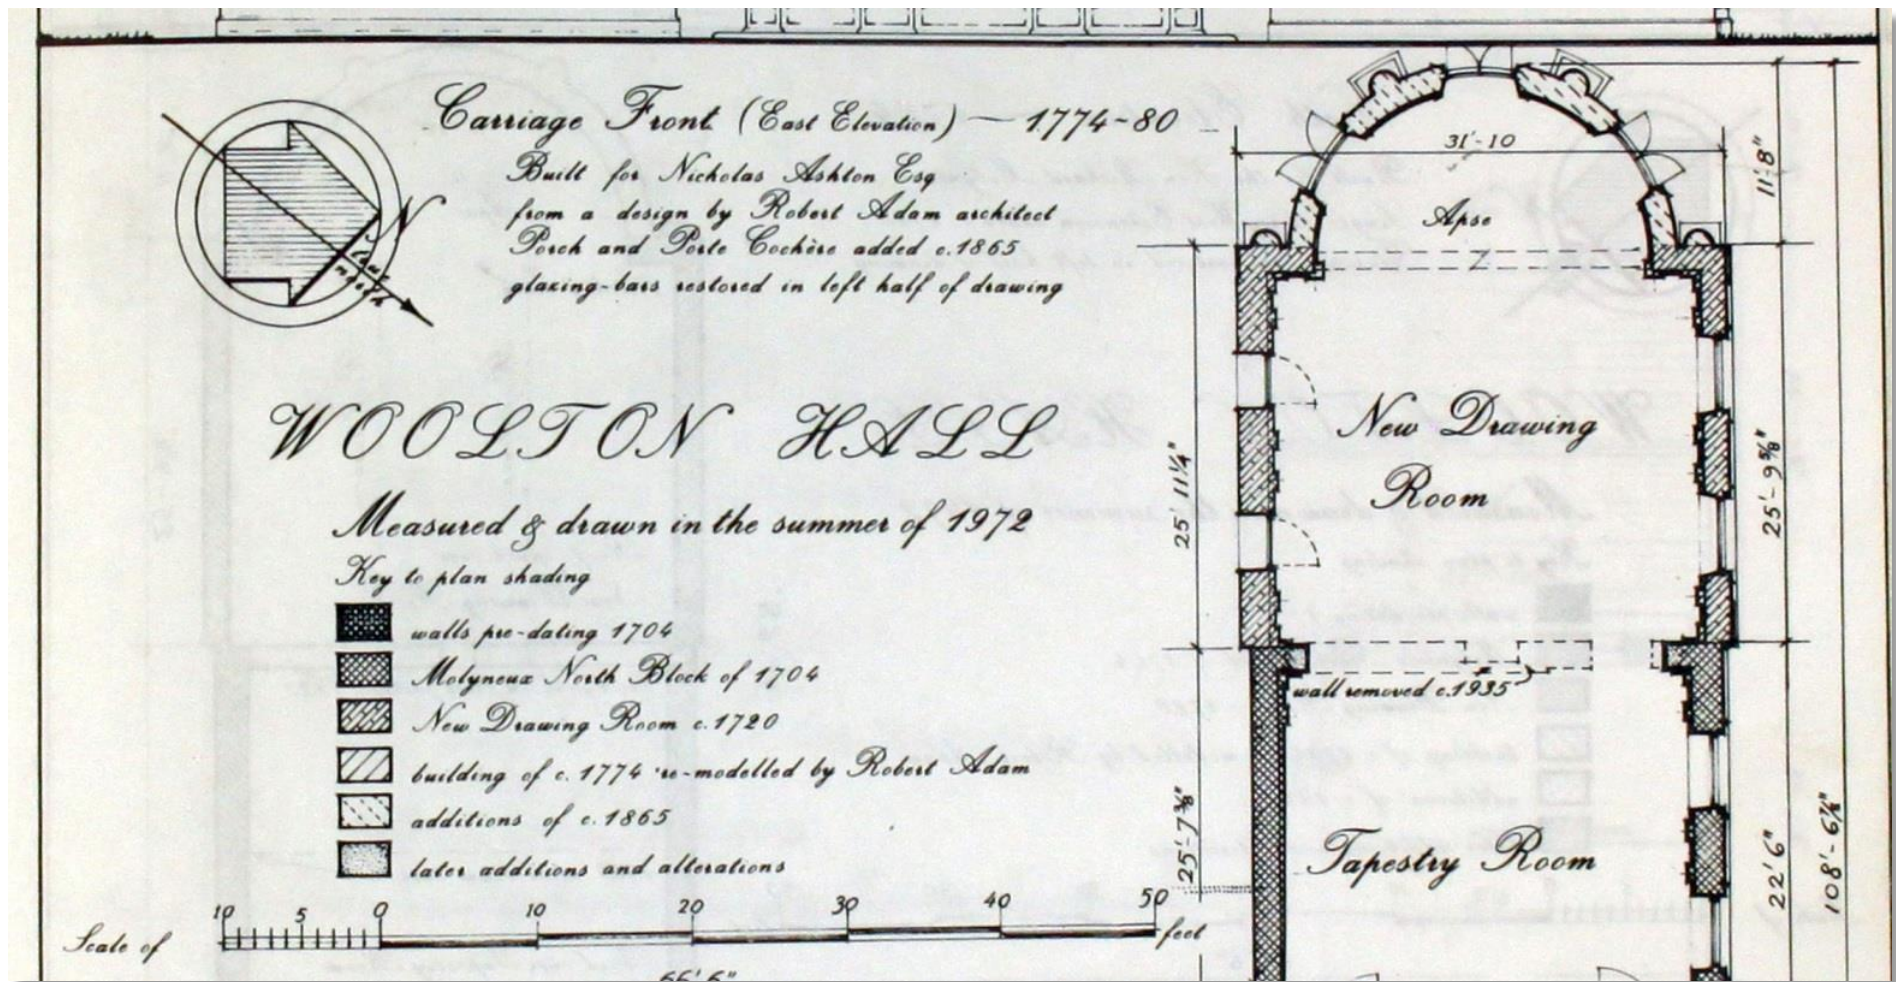 Carriage Front (East Elevation) — 1774-80
Built for Nicholas Ashton Esq
from a design by Robert Adam architect
Porch and Porte Cochère added c.1865
glazing-bars restored in left half of drawing
N
true north
WOOLTON HALL
Measured & drawn in the summer of 1972
Key to plan shading
walls pre-dating 1704
Molyneux North Block of 1704
New Drawing Room c.1720
building of c. 1774 re-modelled by Robert Adam
additions of c.1865
later additions and alterations
10 5 0 10 20 30 40 50
Scale of feet
66'6"
31'-10
11'-8"
Apse
New Drawing
Room
25' 11¼"
25'-9⅝"
wall removed c.1935
Tapestry Room
25'-7⅜"
22'6"